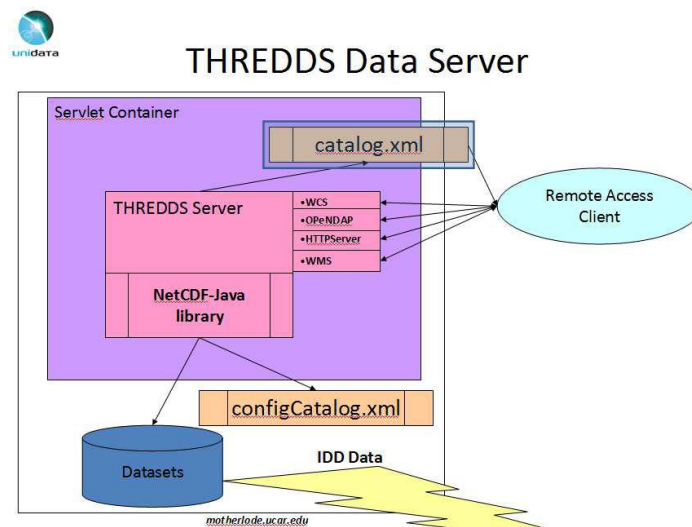 unidata
THREDDS Data Server
Servlet Container
catalog.xml
THREDDS Server
•WCS
•OPeNDAP
•HTTPServer
•WMS
Remote Access
Client
NetCDF-Java
library
configCatalog.xml
Datasets
IDD Data
motherlode.ucar.edu